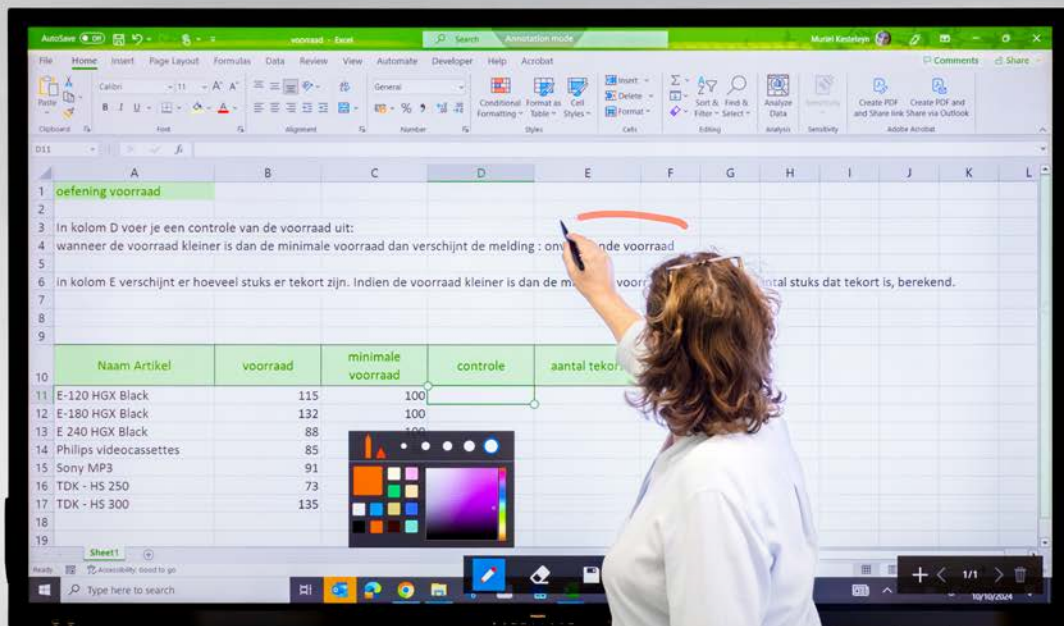 AutoSave Off voorraad - Excel Search Annotation mode Muriel Kesteleyn
File Home Insert Page Layout Formulas Data Review View Automate Developer Help Acrobat Comments Share
Calibri 11 General Insert
Paste B I U Conditional Format as Cell Delete Sort & Find & Analyze Sensitivity Create PDF Create PDF and
Formatting Table Styles Format Filter Select Data and Share link Share via Outlook
Clipboard Font Alignment Number Styles Cells Editing Analysis Sensitivity Adobe Acrobat
D11 fx
A B C D E F G H I J K L
1 oefening voorraad
2
3 In kolom D voer je een controle van de voorraad uit:
4 wanneer de voorraad kleiner is dan de minimale voorraad dan verschijnt de melding : voorraad
5
6 in kolom E verschijnt er hoeveel stuks er tekort zijn. Indien de voorraad kleiner is dan de stuks dat tekort is, berekend.
7
8
9
10 Naam Artikel voorraad minimale voorraad controle aantal
11 E-120 HGX Black 115 100
12 E-180 HGX Black 132 100
13 E 240 HGX Black 88 100
14 Philips videocassettes 85
15 Sony MP3 91
16 TDK - HS 250 73
17 TDK - HS 300 135
18
19
Sheet1
Ready Accessibility: Good to go
Type here to search 1/1
10/10/2024